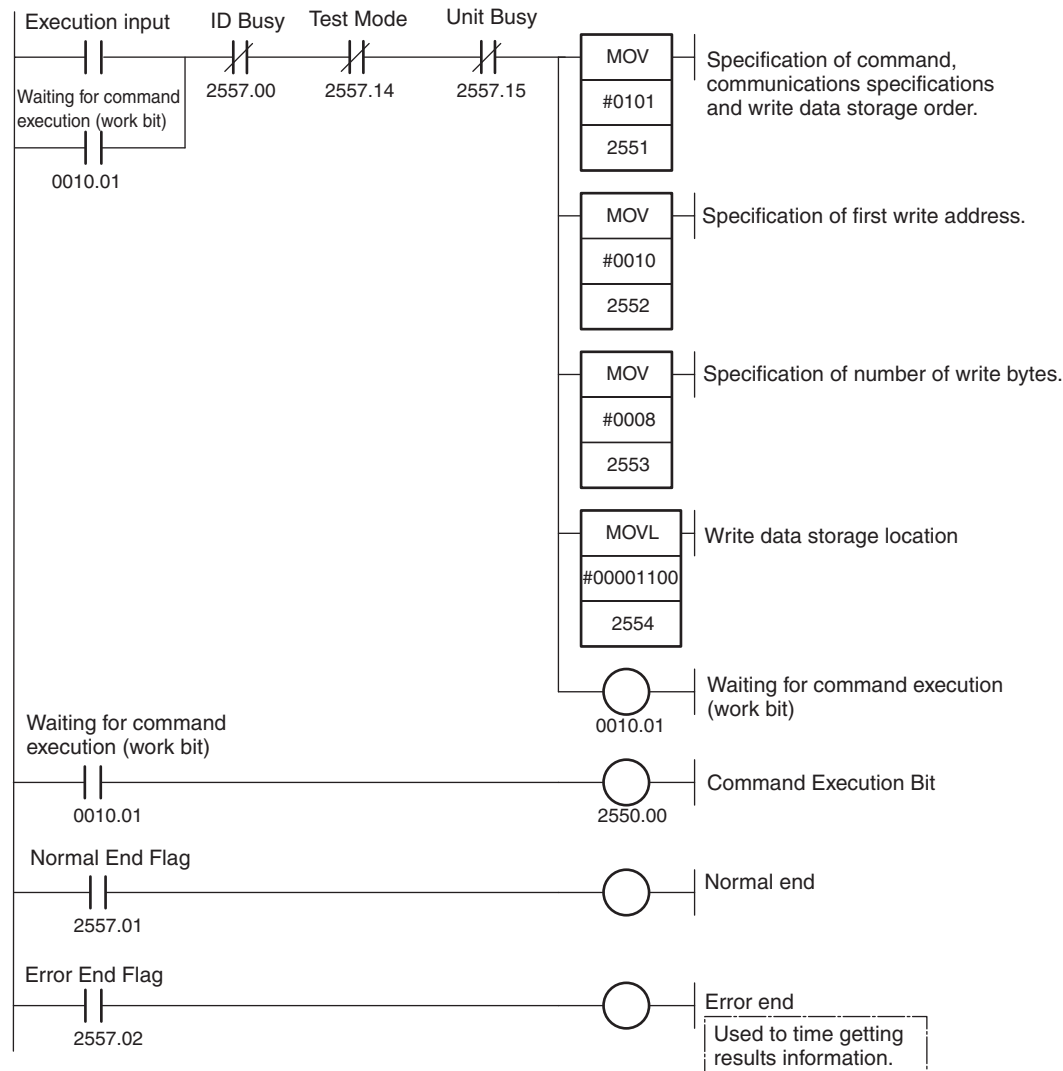 Execution input
ID Busy
Test Mode
Unit Busy
2557.00
2557.14
2557.15
Waiting for command
execution (work bit)
0010.01
MOV
#0101
2551
Specification of command,
communications specifications
and write data storage order.
MOV
#0010
2552
Specification of first write address.
MOV
#0008
2553
Specification of number of write bytes.
MOVL
#00001100
2554
Write data storage location
0010.01
Waiting for command execution
(work bit)
Waiting for command
execution (work bit)
0010.01
2550.00
Command Execution Bit
Normal End Flag
2557.01
Normal end
Error End Flag
2557.02
Error end
Used to time getting
results information.